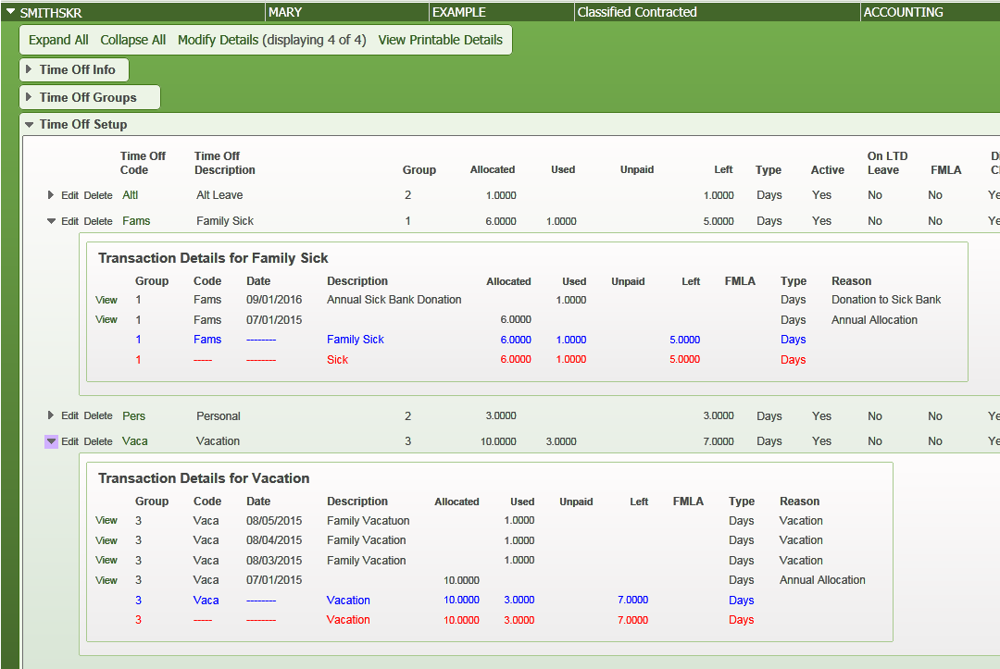 SMITHSKR MARY EXAMPLE Classified Contracted ACCOUNTING
Expand All Collapse All Modify Details (displaying 4 of 4) View Printable Details
Time Off Info
Time Off Groups
Time Off Setup
Time Off Time Off On LTD Di
Code Description Group Allocated Used Unpaid Left Type Active Leave FMLA Cl
Edit Delete Altl Alt Leave 2 1.0000 1.0000 Days Yes No No Ye
Edit Delete Fams Family Sick 1 6.0000 1.0000 5.0000 Days Yes No No Ye
Transaction Details for Family Sick
Group Code Date Description Allocated Used Unpaid Left FMLA Type Reason
View 1 Fams 09/01/2016 Annual Sick Bank Donation 1.0000 Days Donation to Sick Bank
View 1 Fams 07/01/2015 6.0000 Days Annual Allocation
1 Fams -------- Family Sick 6.0000 1.0000 5.0000 Days
1 ----- -------- Sick 6.0000 1.0000 5.0000 Days
Edit Delete Pers Personal 2 3.0000 3.0000 Days Yes No No Ye
Edit Delete Vaca Vacation 3 10.0000 3.0000 7.0000 Days Yes No No Ye
Transaction Details for Vacation
Group Code Date Description Allocated Used Unpaid Left FMLA Type Reason
View 3 Vaca 08/05/2015 Family Vacatuon 1.0000 Days Vacation
View 3 Vaca 08/04/2015 Family Vacation 1.0000 Days Vacation
View 3 Vaca 08/03/2015 Family Vacation 1.0000 Days Vacation
View 3 Vaca 07/01/2015 10.0000 Days Annual Allocation
3 Vaca -------- Vacation 10.0000 3.0000 7.0000 Days
3 ----- -------- Vacation 10.0000 3.0000 7.0000 Days